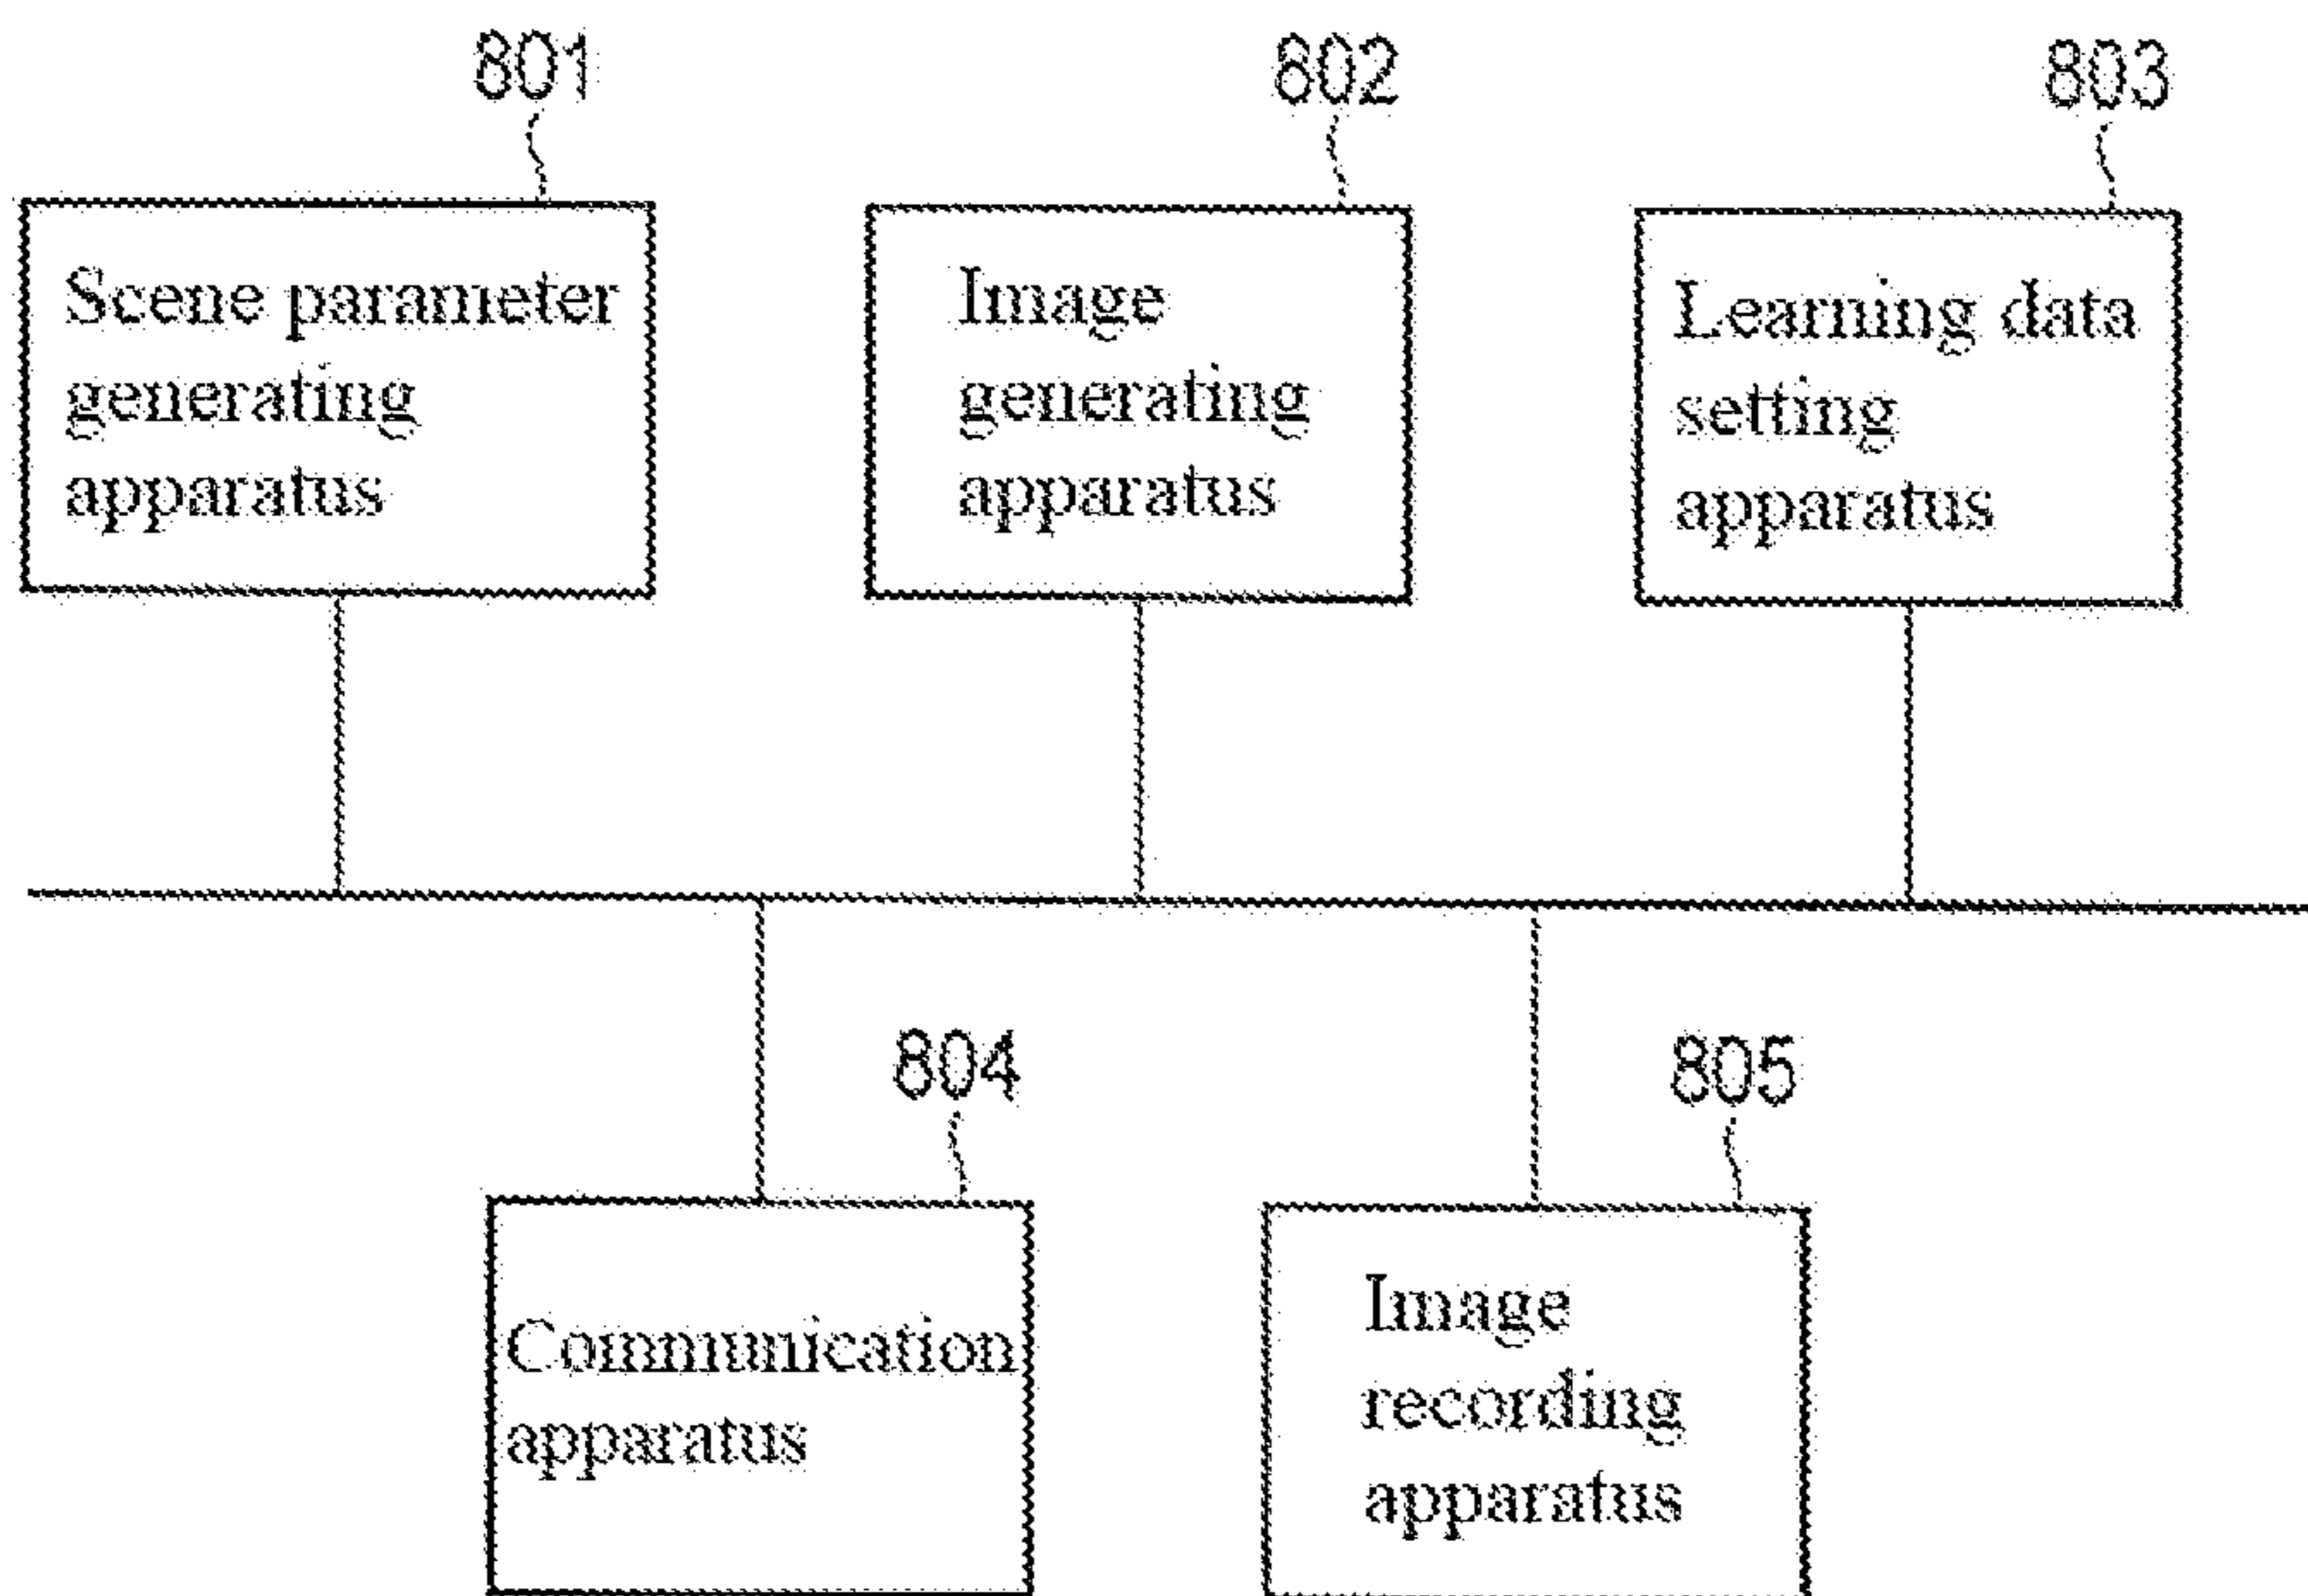 801
802
803
Scene parameter
generating
apparatus
Image
generating
apparatus
Learning data
setting
apparatus
804
805
Communication
apparatus
Image
recording
apparatus